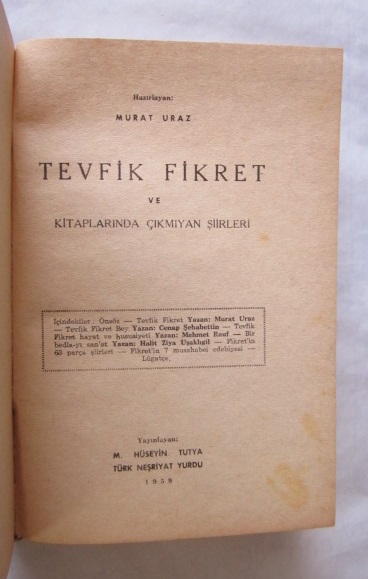 Hazırlayan:
MURAT URAZ
TEVFİK FİKRET
VE
KİTAPLARINDA ÇIKMIYAN ŞİİRLERİ
İçindekiler: Önsöz — Tevfik Fikret Yazan: Murat Uraz
— Tevfik Fikret Bey Yazan: Cenap Şehabettin — Tevfik
Fikret hayat ve hususiyeti Yazan: Mehmet Rauf — Bir
bedia-yı san'at Yazan: Halit Ziya Uşaklıgil — Fikret'in
63 parça şiirleri — Fikret'in 7 musahabei edebiyesi —
Lûgatçe.
Yayınlayan:
M. HÜSEYİN TUTYA
TÜRK NEŞRİYAT YURDU
1959